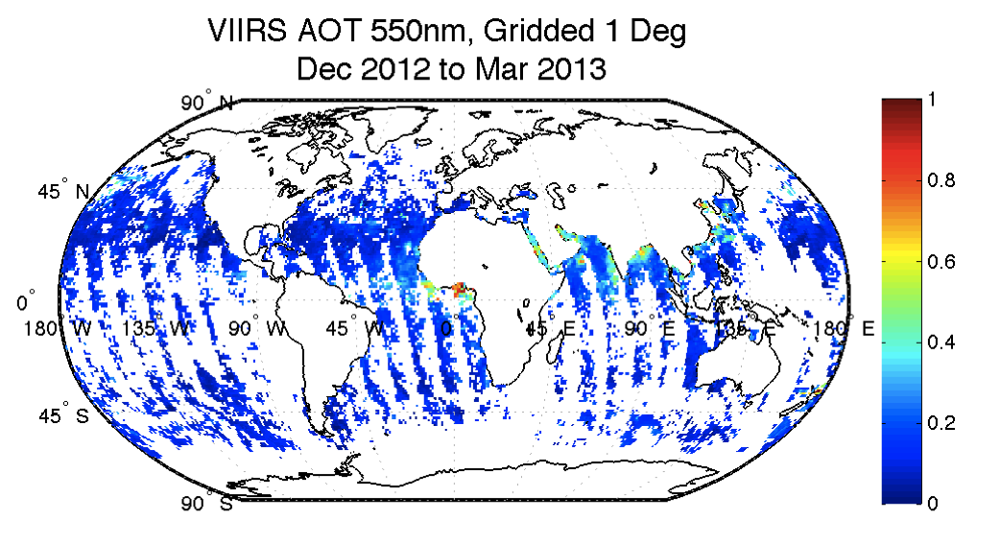 VIIRS AOT 550nm, Gridded 1 Deg
Dec 2012 to Mar 2013
90° N
45° N
0°
180° W 135° W 90° W 45° W 0° 45° E 90° E 135° E 180° E
45° S
90° S
1
0.8
0.6
0.4
0.2
0